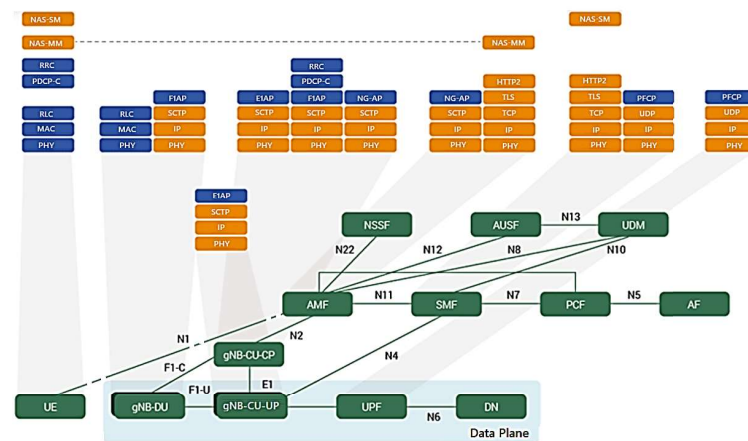 NAS-SM NAS-SM
NAS-MM NAS-MM
RRC RRC
PDCP-C PDCP-C HTTP2 HTTP2
F1AP E1AP F1AP NG-AP NG-AP TLS TLS PFCP PFCP
RLC RLC SCTP SCTP SCTP SCTP SCTP TCP TCP UDP UDP
MAC MAC IP IP IP IP IP IP IP IP IP
PHY PHY PHY PHY PHY PHY PHY PHY PHY PHY PHY
F1AP
SCTP
IP
PHY
NSSF AUSF N13 UDM
N22 N12 N8 N10
AMF N11 SMF N7 PCF N5 AF
N1 N2
gNB-CU-CP N4
F1-C
F1-U E1
UE gNB-DU gNB-CU-UP UPF N6 DN
Data Plane